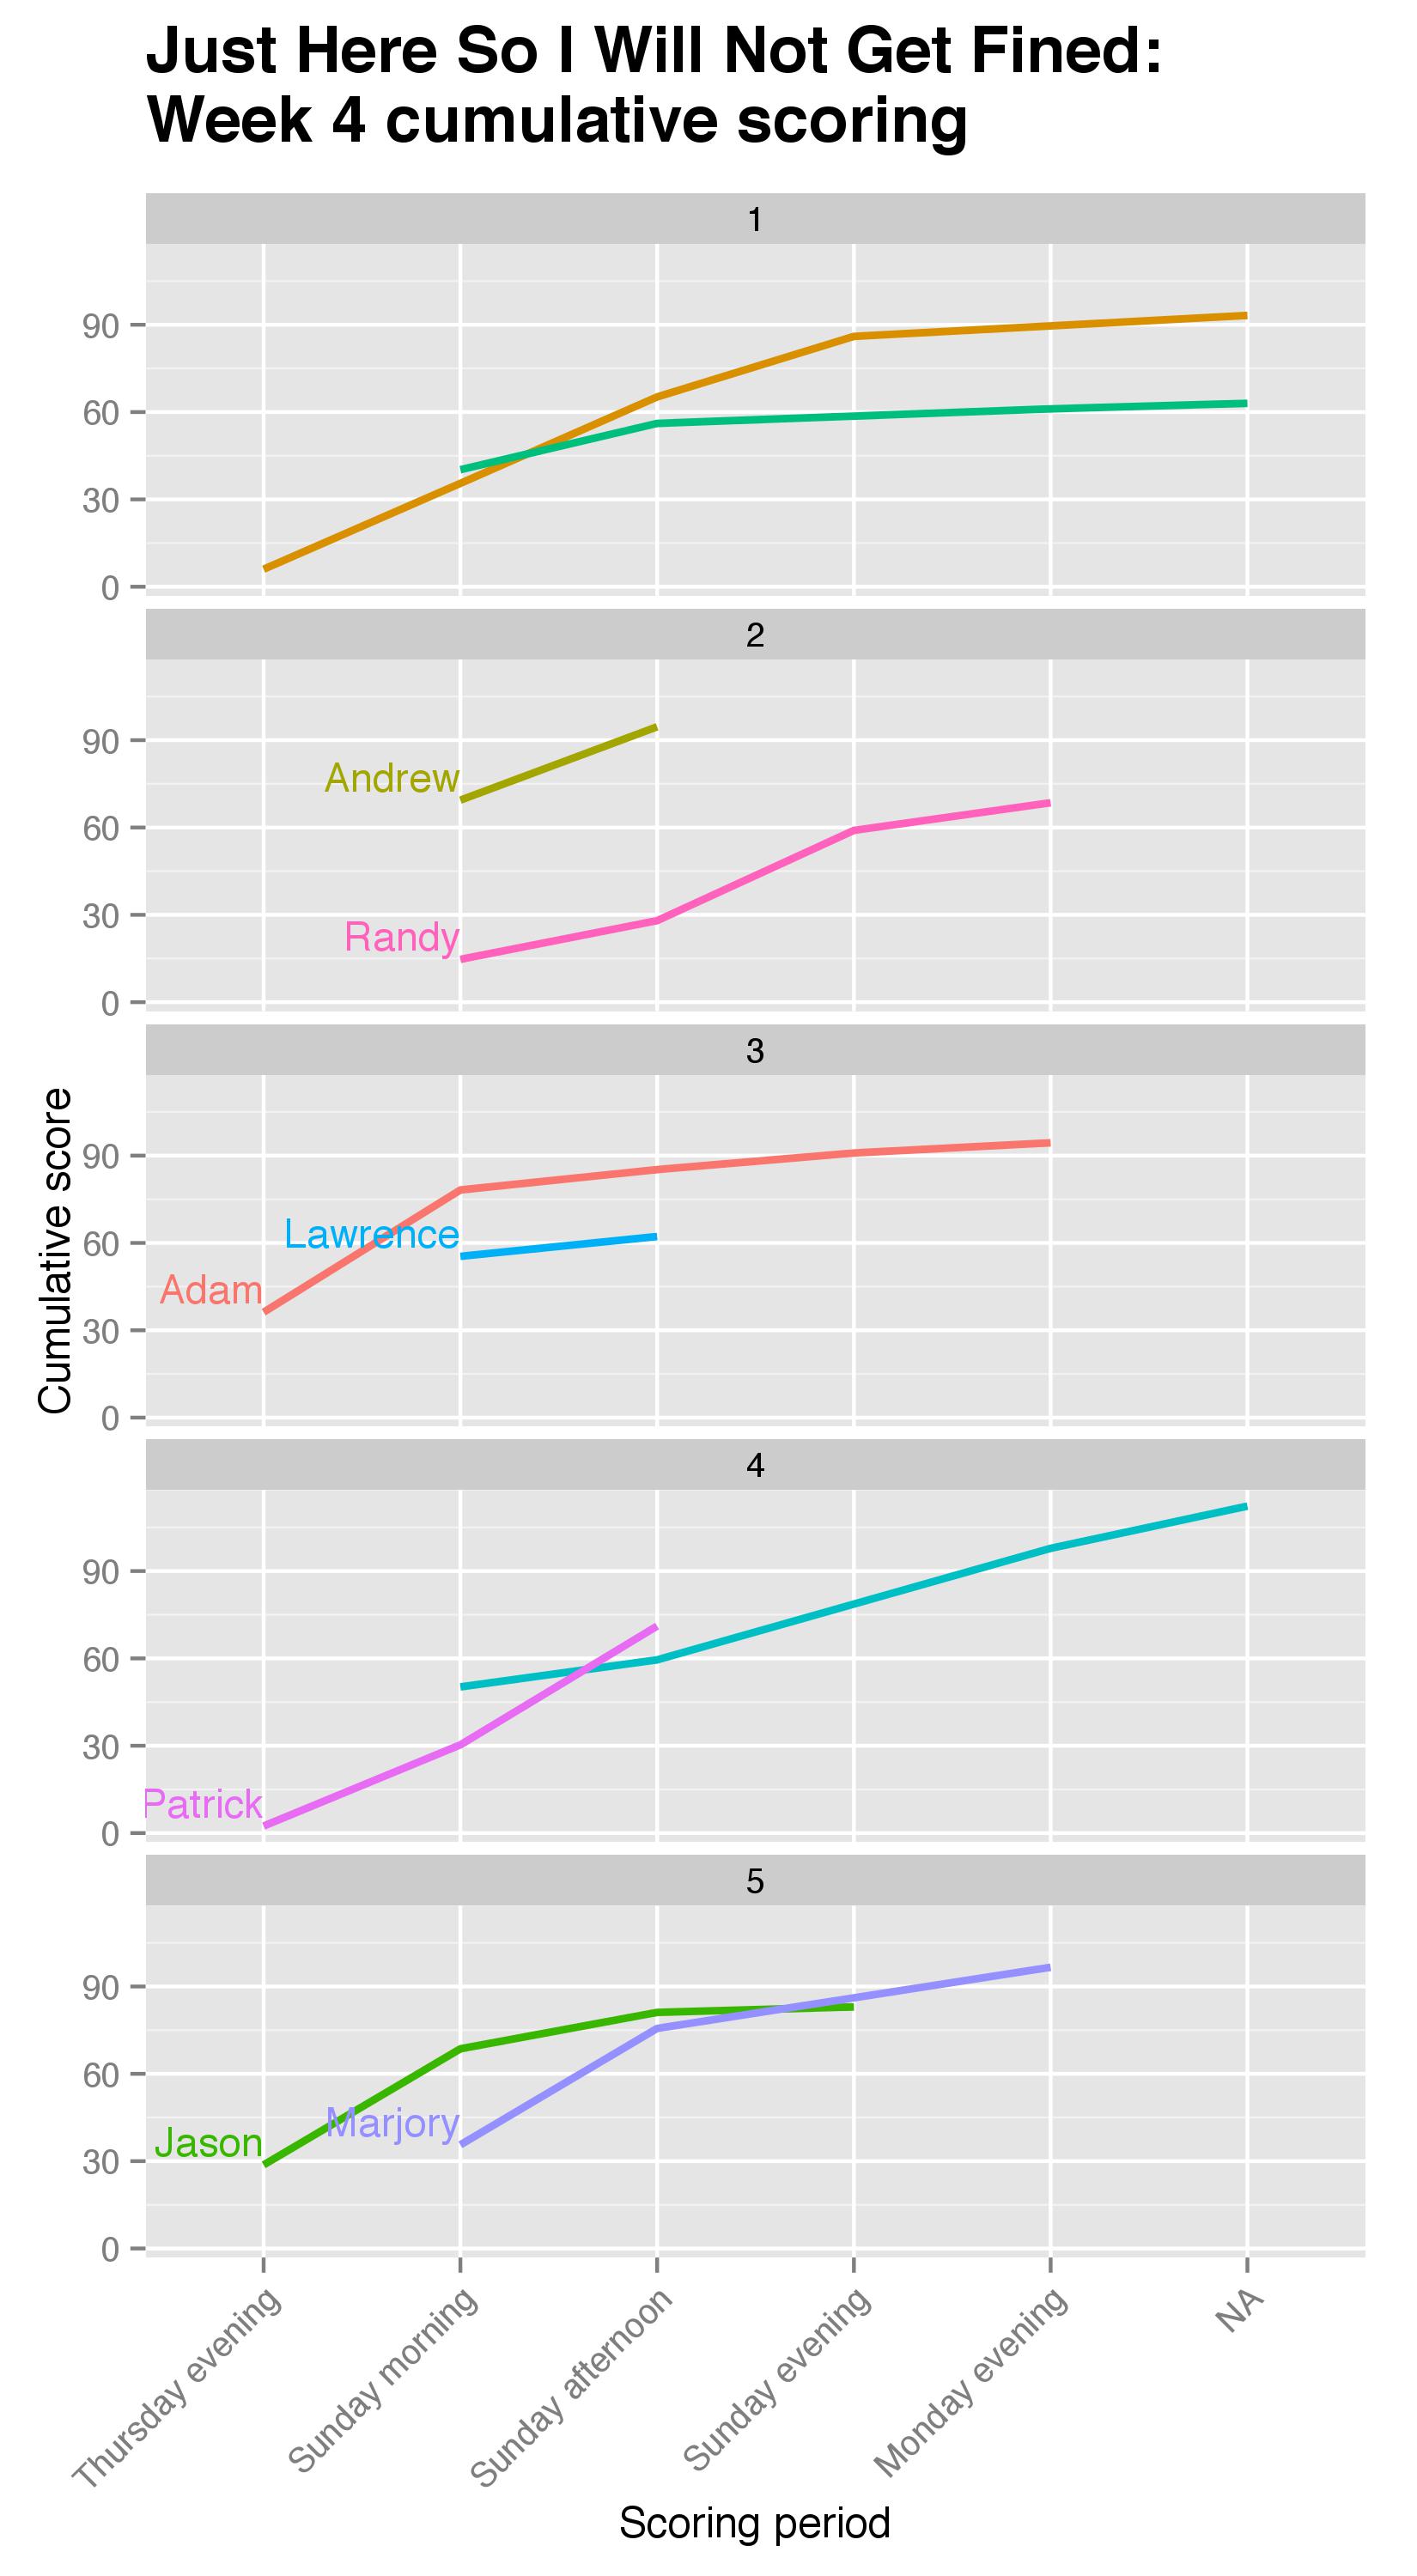 Just Here So I Will Not Get Fined:
Week 4 cumulative scoring
1
90
60
30
0
2
90
60
30
0
Andrew
Randy
3
90
60
30
0
Lawrence
Adam
Cumulative score
4
90
60
30
0
Patrick
5
90
60
30
0
Jason
Marjory
Thursday evening
Sunday morning
Sunday afternoon
Sunday evening
Monday evening
NA
Scoring period